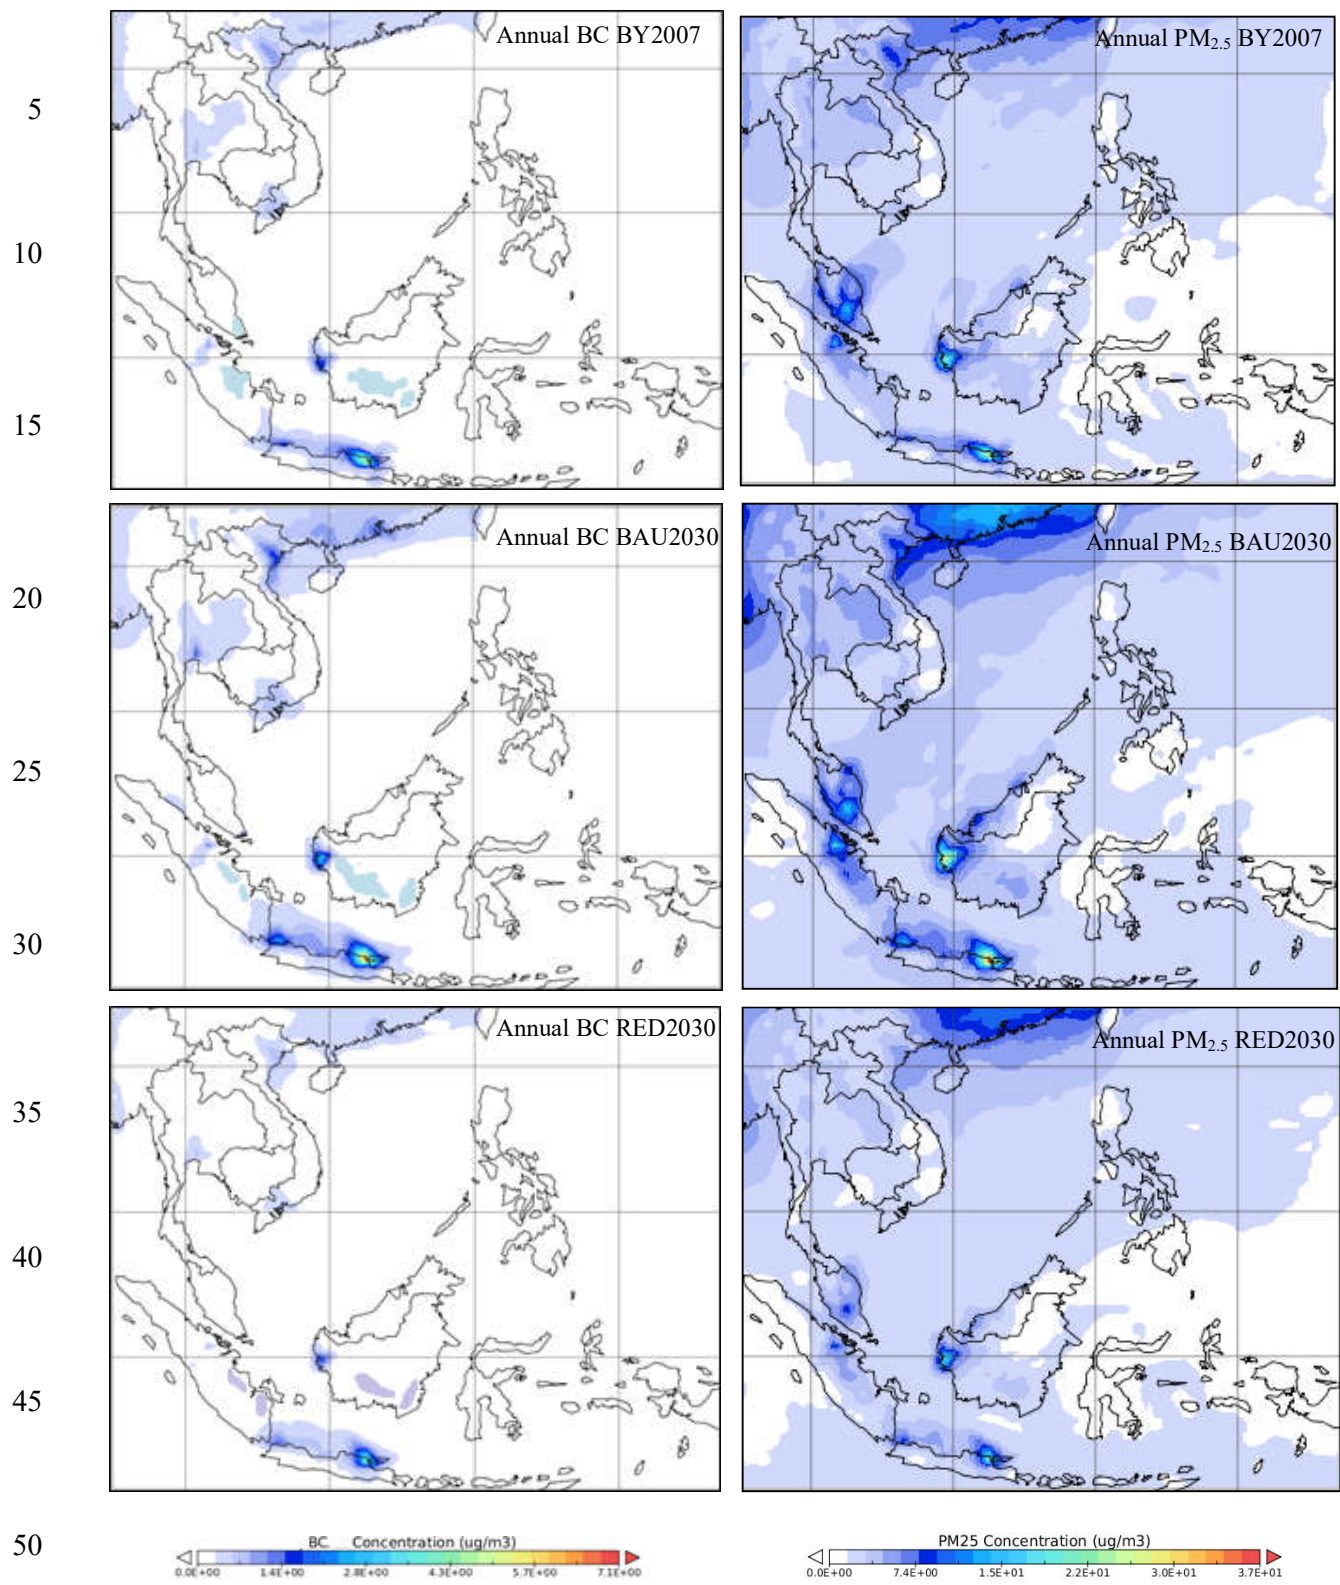 Annual BC BY2007
Annual PM2.5 BY2007
5
10
15
Annual BC BAU2030
Annual PM2.5 BAU2030
20
25
30
Annual BC RED2030
Annual PM2.5 RED2030
35
40
45
50
BC. Concentration (ug/m3)
0.0E+00 1.4E+00 2.8E+00 4.3E+00 5.7E+00 7.1E+00
PM25 Concentration (ug/m3)
0.0E+00 7.4E+00 1.5E+01 2.2E+01 3.0E+01 3.7E+01